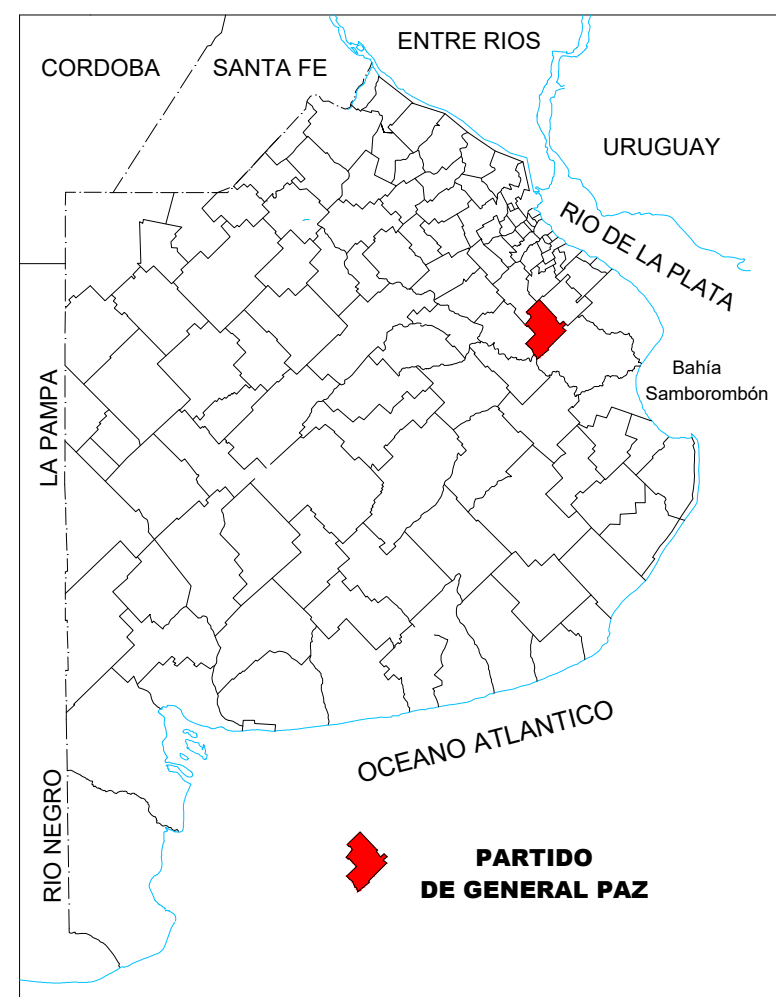 ENTRE RIOS
CORDOBA
SANTA FE
URUGUAY
RIO DE LA PLATA
Bahía
Samborombón
LA PAMPA
OCEANO ATLANTICO
RIO NEGRO
PARTIDO
DE GENERAL PAZ